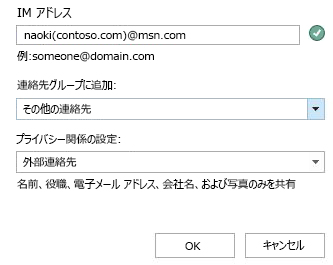 IM アドレス
naoki(contoso.com)@msn.com
例:someone@domain.com
連絡先グループに追加:
その他の連絡先
プライバシー関係の設定:
外部連絡先
名前、役職、電子メール アドレス、会社名、および写真のみを共有
OK
キャンセル